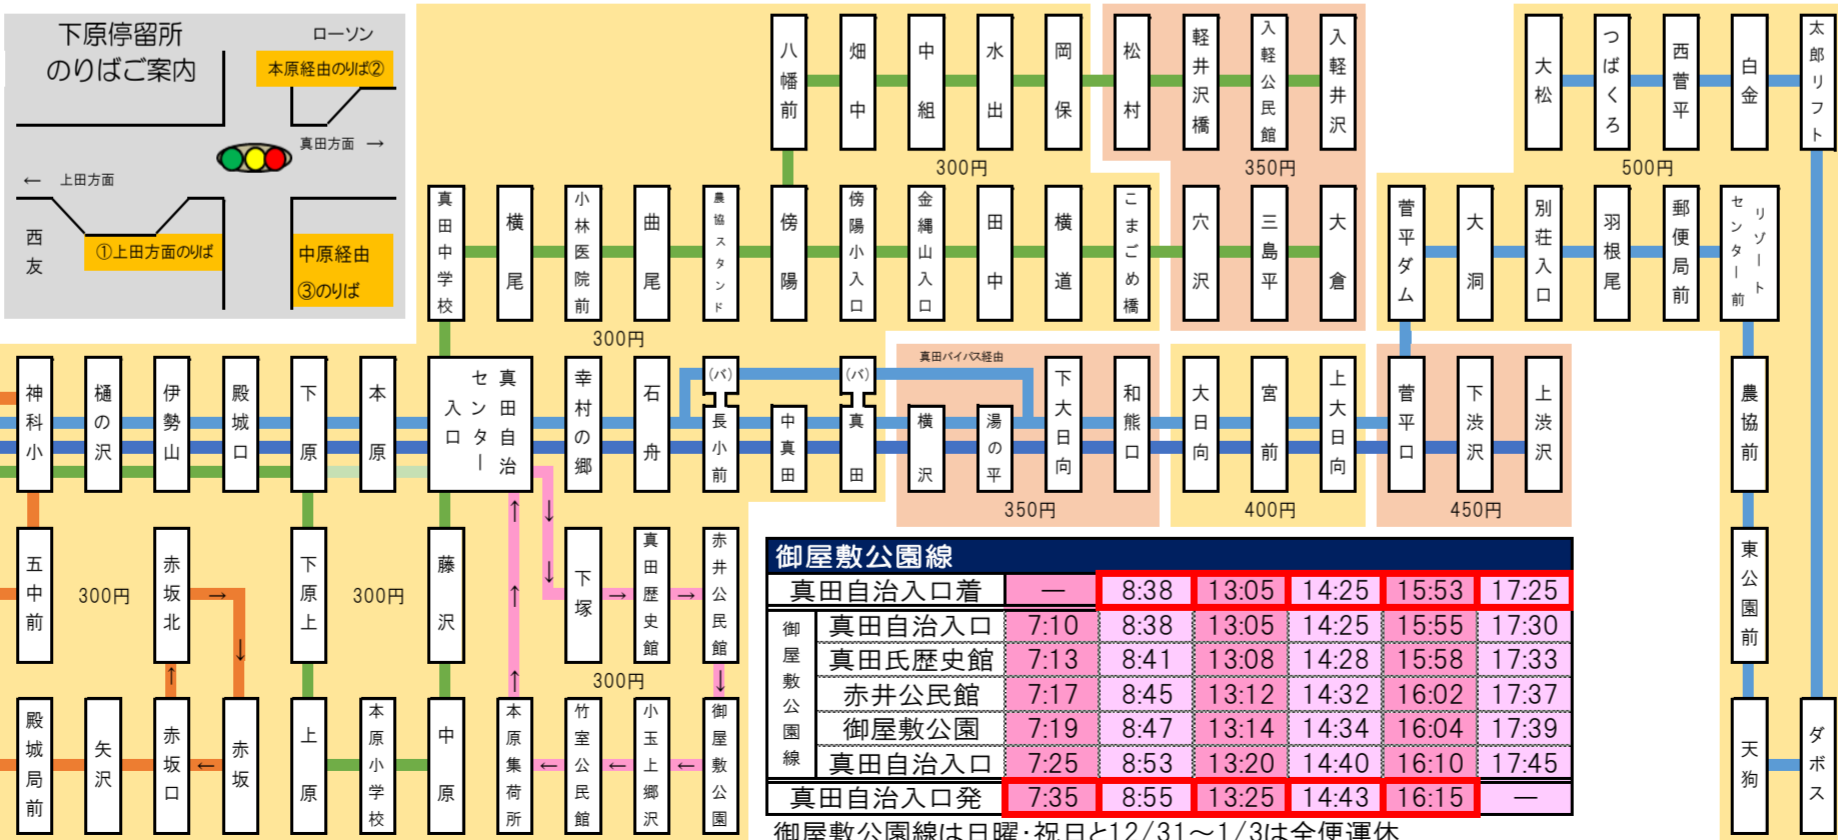 下原停留所
のりばご案内
ローソン
本原経由のりば②
真田方面 →
← 上田方面
西友
①上田方面のりば
中原経由
③のりば
八幡前
畑中
中組
水出
岡保
松村
軽井沢橋
入軽公民館
入軽井沢
300円
350円
大松
つばくろ
西菅平
白金
太郎リフト
500円
真田中学校
横尾
小林医院前
曲尾
農協スタンド
傍陽
傍陽小入口
金縄山入口
田中
横道
こまごめ橋
穴沢
三島平
大倉
300円
菅平ダム
大洞
別荘入口
羽根尾
郵便局前
リゾート
センター前
神科小
樋の沢
伊勢山
殿城口
下原
本原
真田自治
センター
入口
幸村の郷
石舟
(バ)
長小前
中真田
(バ)
真田
真田バイパス経由
横沢
湯の平
下大日向
和熊口
350円
大日向
宮前
上大日向
400円
菅平口
下渋沢
上渋沢
450円
農協前
東公園前
天狗
ダボス
五中前
300円
赤坂北
→
↓
↑
下原上
300円
藤沢
↑
↓
↑
↓
↑
下塚
→
真田歴史館
→
赤井公民館
300円
↓
殿城局前
矢沢
赤坂口
←
赤坂
上原
本原小学校
中原
本原集荷所
←
竹室公民館
←
小玉上郷沢
←
御屋敷公園
御屋敷公園線
真田自治入口着 — 8:38 13:05 14:25 15:53 17:25
御屋敷公園線
真田自治入口 7:10 8:38 13:05 14:25 15:55 17:30
真田氏歴史館 7:13 8:41 13:08 14:28 15:58 17:33
赤井公民館 7:17 8:45 13:12 14:32 16:02 17:37
御屋敷公園 7:19 8:47 13:14 14:34 16:04 17:39
真田自治入口 7:25 8:53 13:20 14:40 16:10 17:45
真田自治入口発 7:35 8:55 13:25 14:43 16:15 —
御屋敷公園線は日曜・祝日と12/31～1/3は全便運休